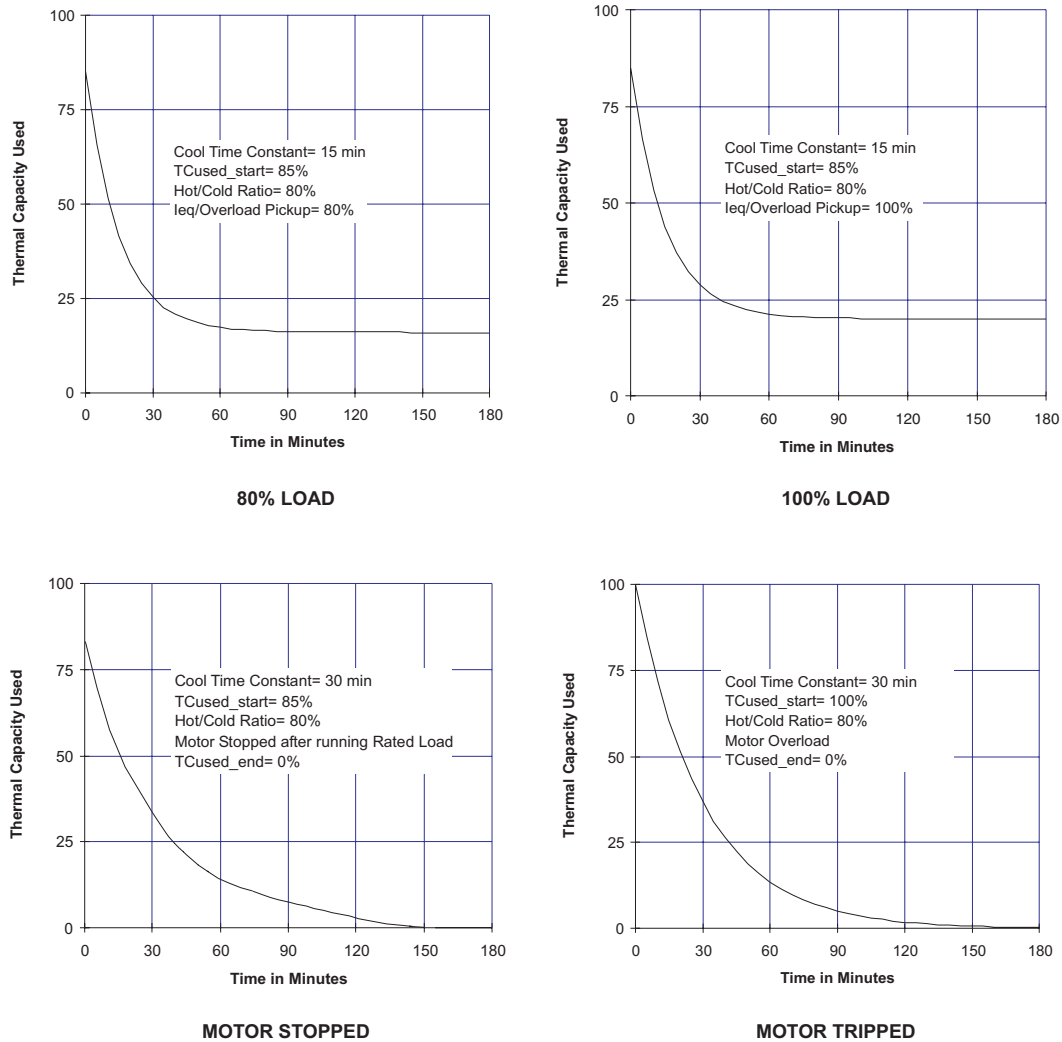 100
75
50
25
0
Thermal Capacity Used
Cool Time Constant= 15 min
TCused_start= 85%
Hot/Cold Ratio= 80%
Ieq/Overload Pickup= 80%
0 30 60 90 120 150 180
Time in Minutes
80% LOAD
100
75
50
25
0
Thermal Capacity Used
Cool Time Constant= 15 min
TCused_start= 85%
Hot/Cold Ratio= 80%
Ieq/Overload Pickup= 100%
0 30 60 90 120 150 180
Time in Minutes
100% LOAD
100
75
50
25
0
Thermal Capacity Used
Cool Time Constant= 30 min
TCused_start= 85%
Hot/Cold Ratio= 80%
Motor Stopped after running Rated Load
TCused_end= 0%
0 30 60 90 120 150 180
Time in Minutes
MOTOR STOPPED
100
75
50
25
0
Thermal Capacity Used
Cool Time Constant= 30 min
TCused_start= 100%
Hot/Cold Ratio= 80%
Motor Overload
TCused_end= 0%
0 30 60 90 120 150 180
Time in Minutes
MOTOR TRIPPED